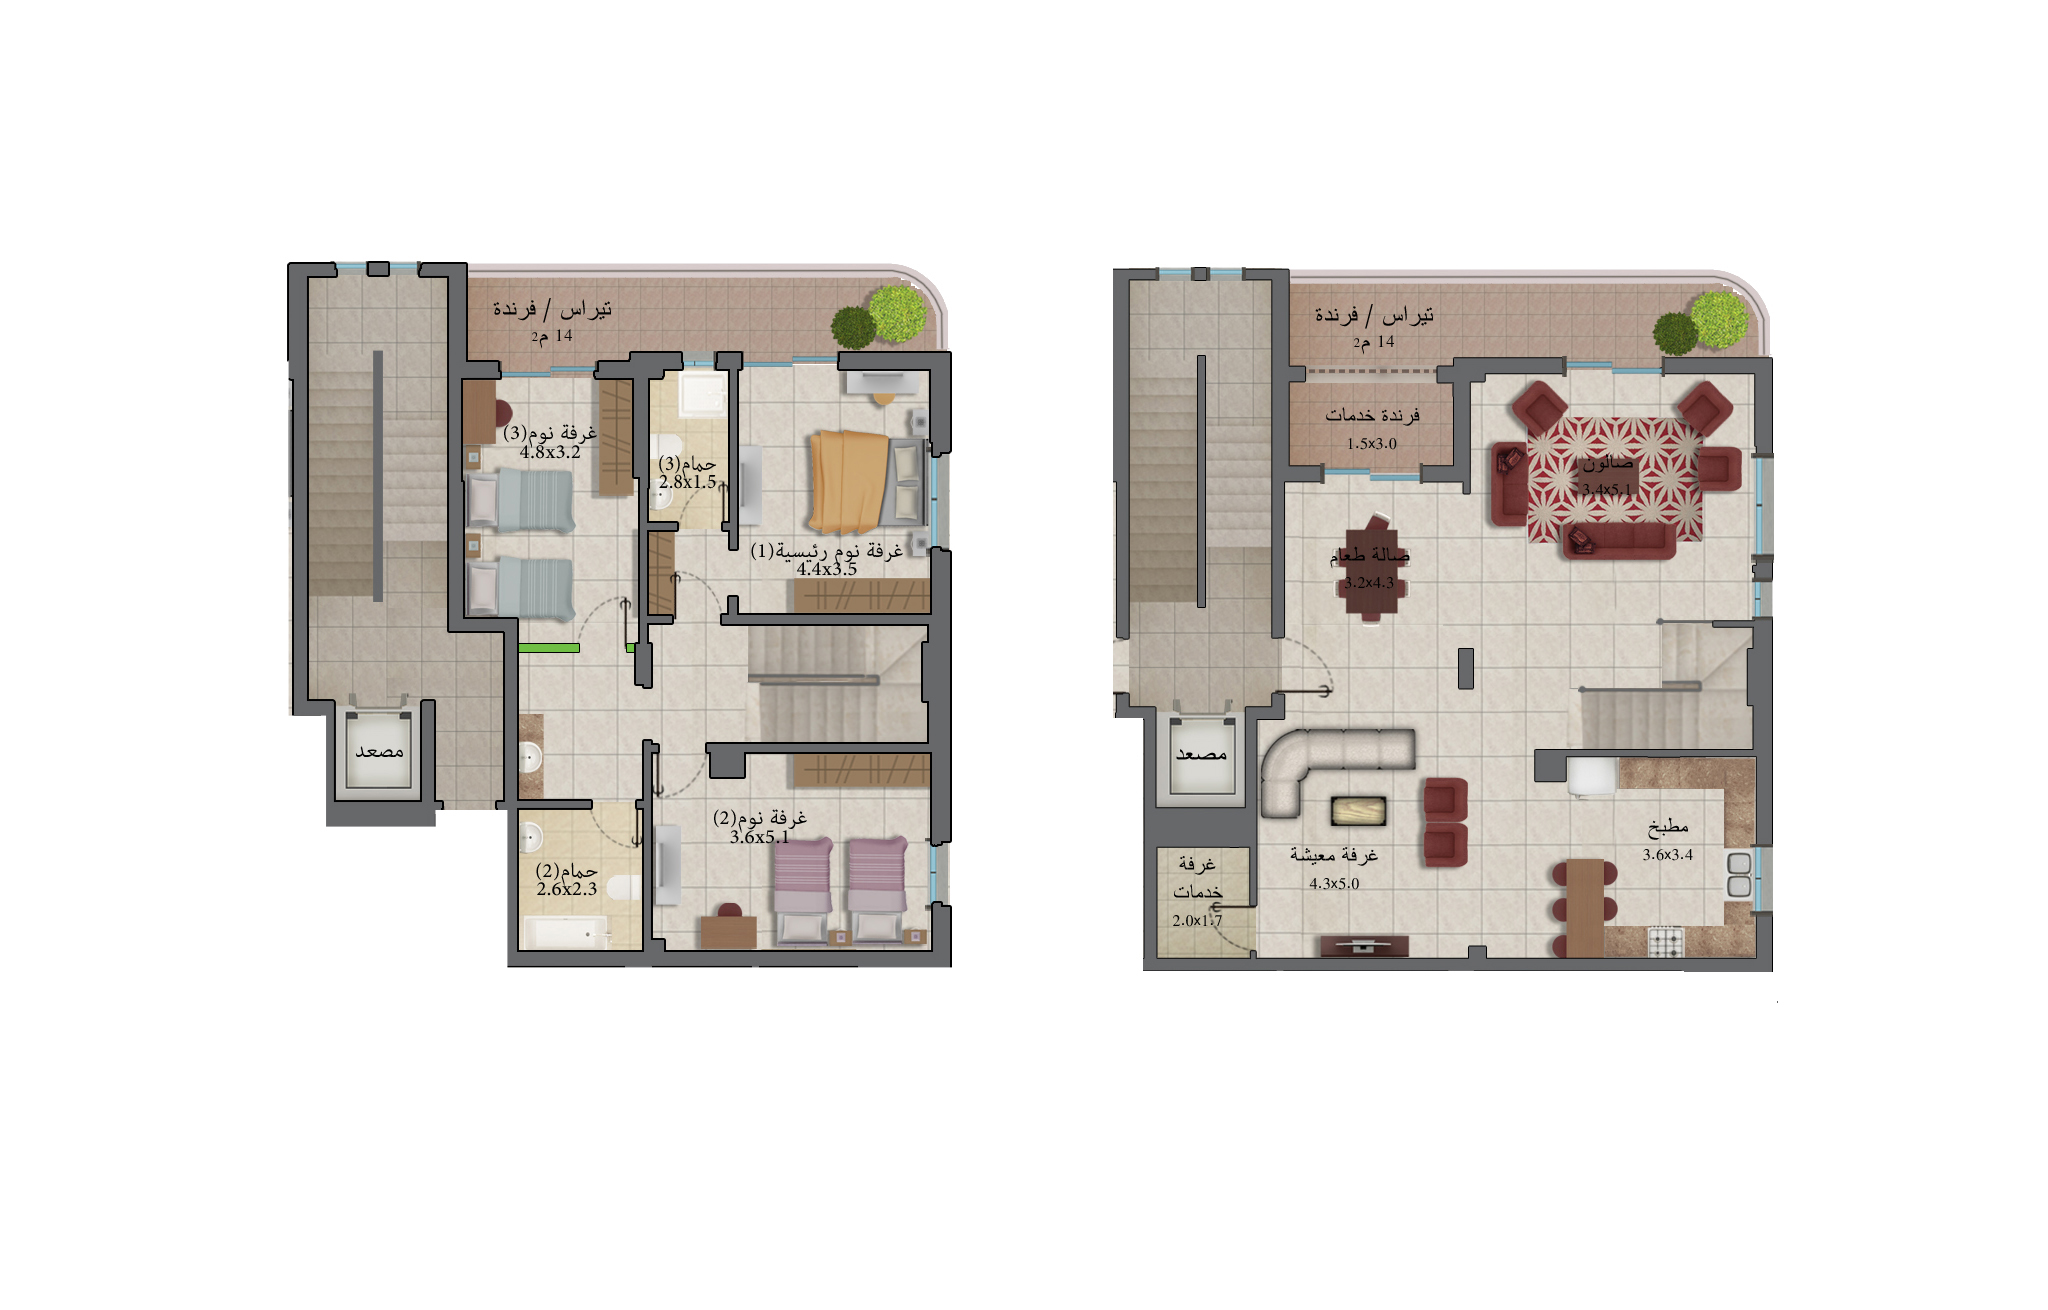 تيراس / فرندة
14 م2
غرفة نوم(3)
4.8x3.2
حمام(3)
2.8x1.5
غرفة نوم رئيسية(1)
4.4x3.5
مصعد
غرفة نوم(2)
3.6x5.1
حمام(2)
2.6x2.3
تيراس / فرندة
14 م2
فرندة خدمات
1.5x3.0
صالون
3.4x5.1
صالة طعام
3.2x4.3
مصعد
مطبخ
3.6x3.4
غرفة معيشة
4.3x5.0
غرفة
خدمات
2.0x1.7